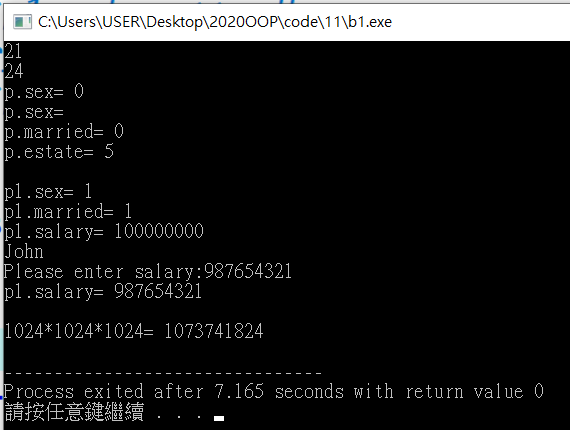 C:\Users\USER\Desktop\2020OOP\code\11\b1.exe
21
24
p.sex= 0
p.sex=
p.married= 0
p.estate= 5
p1.sex= 1
p1.married= 1
p1.salary= 100000000
John
Please enter salary:987654321
p1.salary= 987654321
1024*1024*1024= 1073741824
--------------------------------
Process exited after 7.165 seconds with return value 0
請按任意鍵繼續 . . .